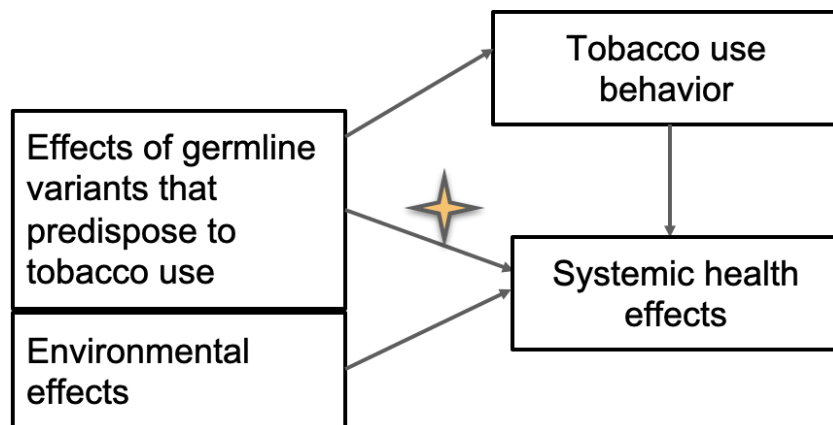 Tobacco use
behavior
Effects of germline
variants that
predispose to
tobacco use
Systemic health
effects
Environmental
effects